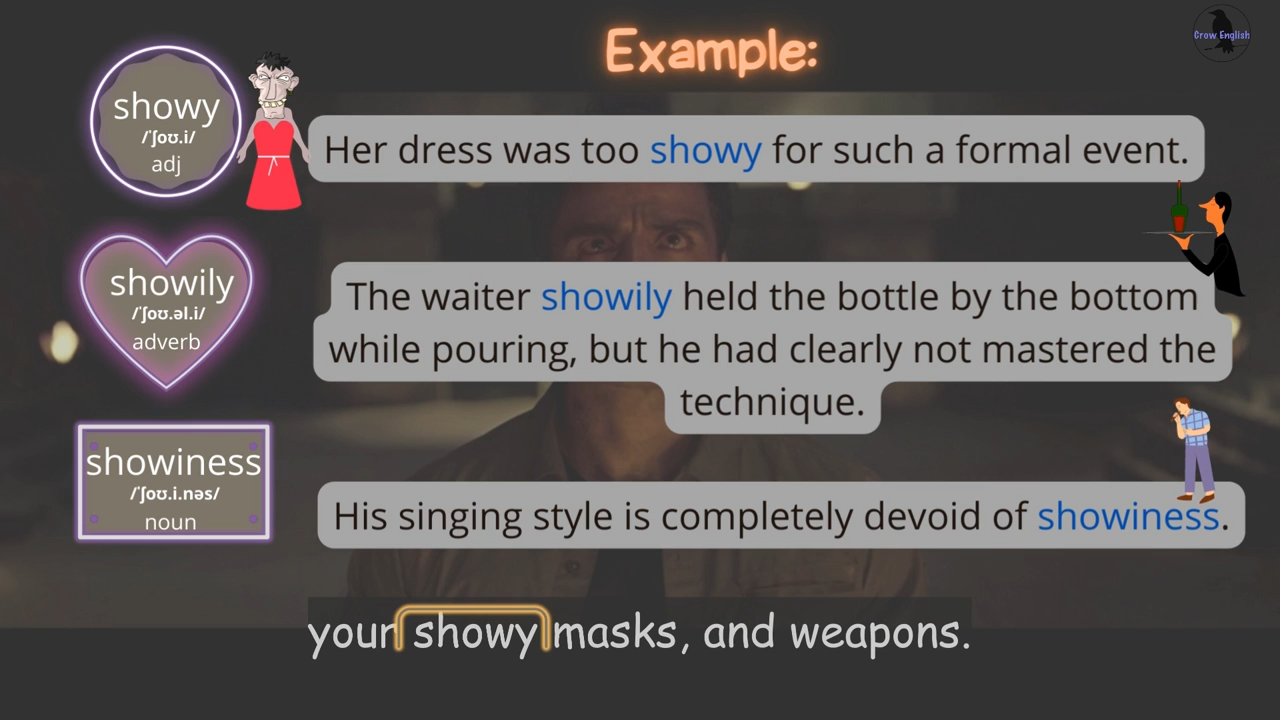 Example:
Crow English
showy
/ˈʃoʊ.i/
adj
Her dress was too showy for such a formal event.
showily
/ˈʃoʊ.əl.i/
adverb
The waiter showily held the bottle by the bottom
while pouring, but he had clearly not mastered the
technique.
showiness
/ˈʃoʊ.i.nəs/
noun
His singing style is completely devoid of showiness.
your showy masks, and weapons.